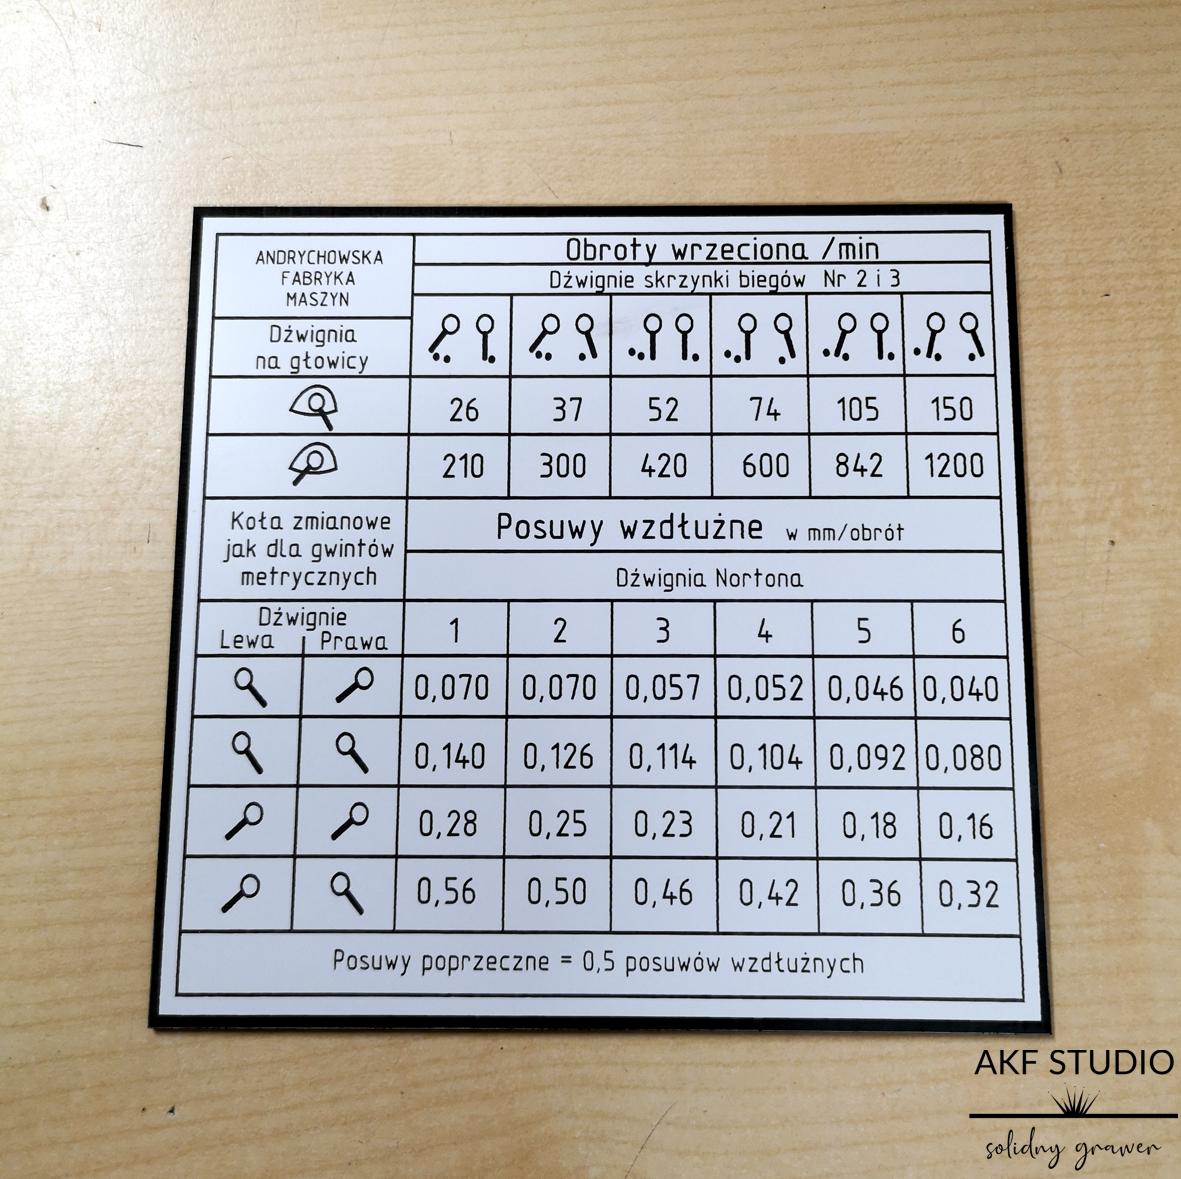 ANDRYCHOWSKA
FABRYKA
MASZYN
Obroty wrzeciona /min
Dźwignie skrzynki biegów Nr 2 i 3
Dźwignia
na głowicy
26 37 52 74 105 150
210 300 420 600 842 1200
Koła zmianowe
jak dla gwintów
metrycznych
Posuwy wzdłużne w mm/obrót
Dźwignia Nortona
Dźwignie
Lewa Prawa
1 2 3 4 5 6
0,070 0,070 0,057 0,052 0,046 0,040
0,140 0,126 0,114 0,104 0,092 0,080
0,28 0,25 0,23 0,21 0,18 0,16
0,56 0,50 0,46 0,42 0,36 0,32
Posuwy poprzeczne = 0,5 posuwów wzdłużnych
AKF STUDIO
solidny grawer